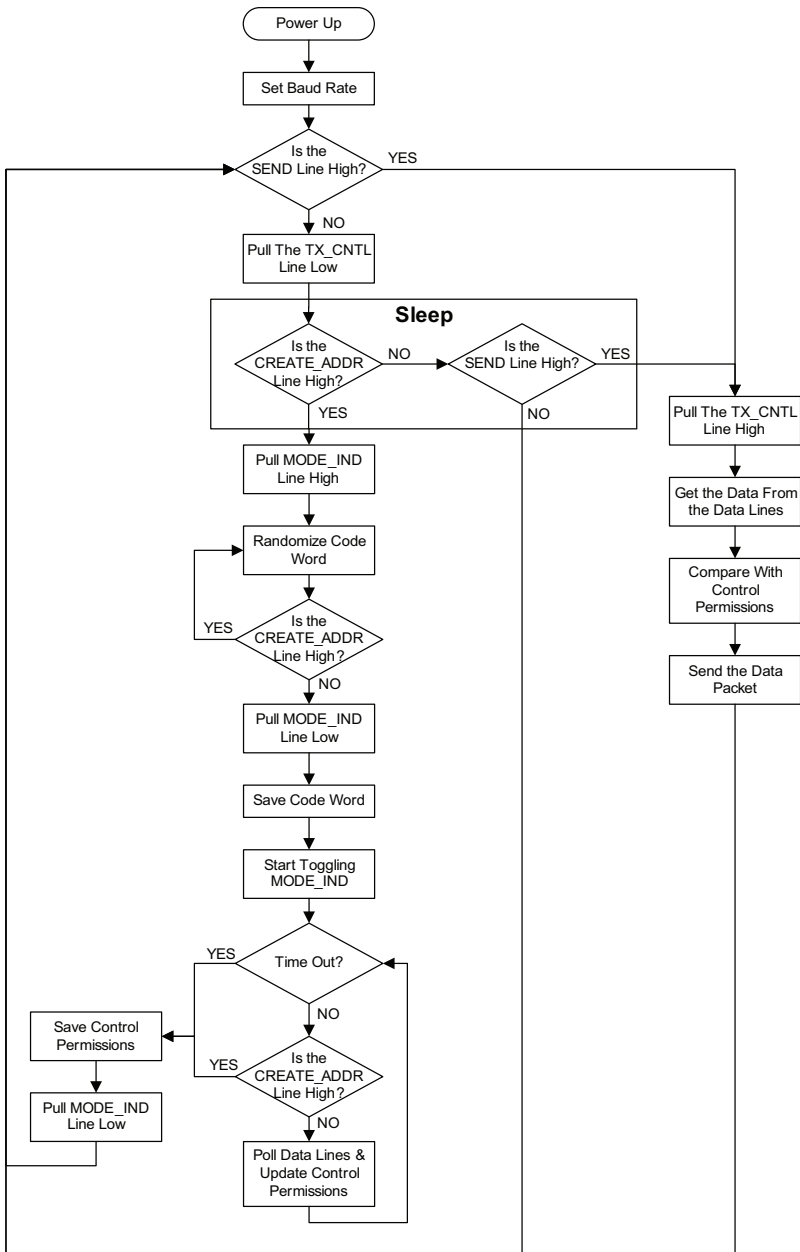 Power Up
Set Baud Rate
Is the
SEND Line High?
YES
NO
Pull The TX_CNTL
Line Low
Sleep
Is the
CREATE_ADDR
Line High?
NO
YES
Is the
SEND Line High?
YES
NO
Pull The TX_CNTL
Line High
Get the Data From
the Data Lines
Compare With
Control
Permissions
Send the Data
Packet
Pull MODE_IND
Line High
Randomize Code
Word
Is the
CREATE_ADDR
Line High?
YES
NO
Pull MODE_IND
Line Low
Save Code Word
Start Toggling
MODE_IND
Time Out?
YES
NO
Is the
CREATE_ADDR
Line High?
YES
NO
Save Control
Permissions
Pull MODE_IND
Line Low
Poll Data Lines &
Update Control
Permissions